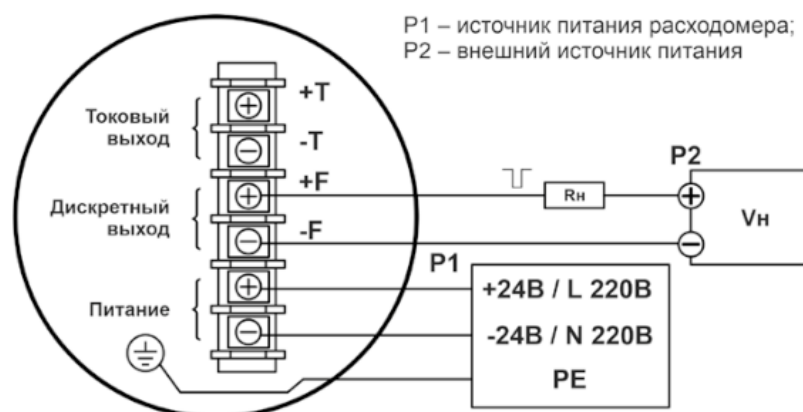 P1 – источник питания расходомера;
P2 – внешний источник питания
Токовый
выход
+T
-T
Дискретный
выход
+F
-F
Питание
Rн
P2
Vн
P1
+24В / L 220В
-24В / N 220В
PE